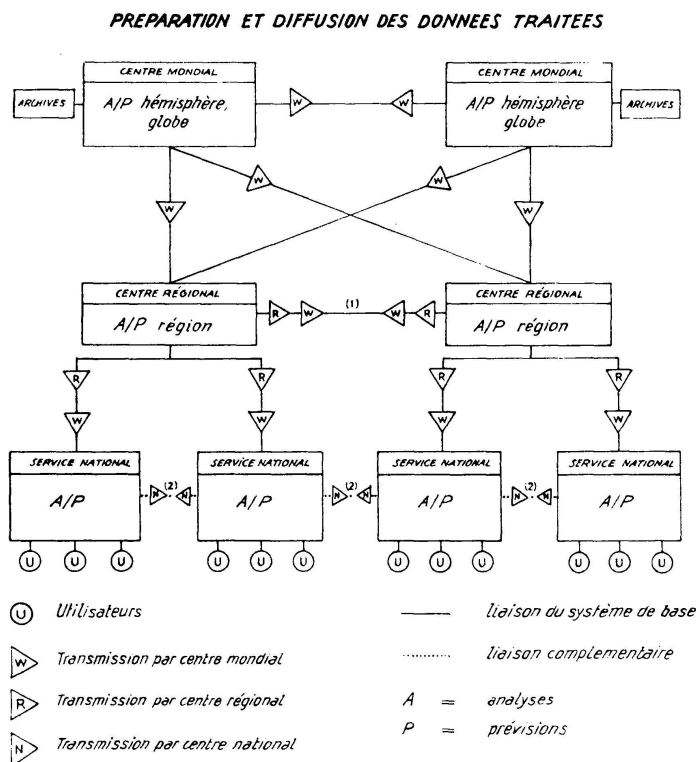 PREPARATION ET DIFFUSION DES DONNEES TRAITEES
CENTRE MONDIAL
CENTRE MONDIAL
ARCHIVES
A/P hémisphère,
globe
W
W
A/P hémisphère
globe
ARCHIVES
W
W
W
W
CENTRE RÉGIONAL
CENTRE RÉGIONAL
A/P région
R
W
(1)
W
R
A/P région
R
R
R
R
W
W
W
W
SERVICE NATIONAL
SERVICE NATIONAL
SERVICE NATIONAL
SERVICE NATIONAL
A/P
N
(2)
N
A/P
N
(2)
N
A/P
N
(2)
N
A/P
U
U
U
U
U
U
U
U
U
U
U
U
U
Utilisateurs
W
Transmission par centre mondial
R
Transmission par centre régional
N
Transmission par centre national
liaison du système de base
liaison complementaire
A = analyses
P = prévisions